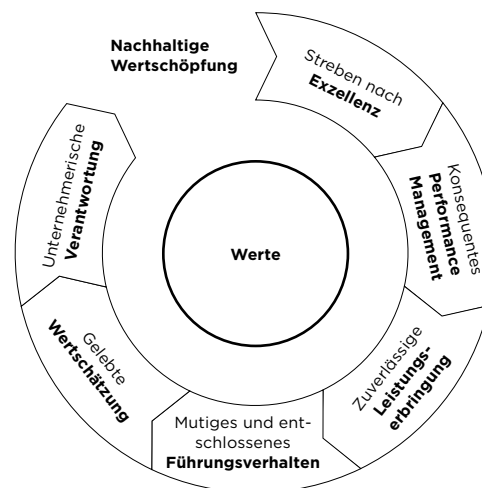 Nachhaltige
Wertschöpfung
Streben nach
Exzellenz
Konsequentes
Performance
Management
Zuverlässige
Leistungs-
erbringung
Mutiges und ent-
schlossenes
Führungsverhalten
Gelebte
Wertschätzung
Unternehmerische
Verantwortung
Werte